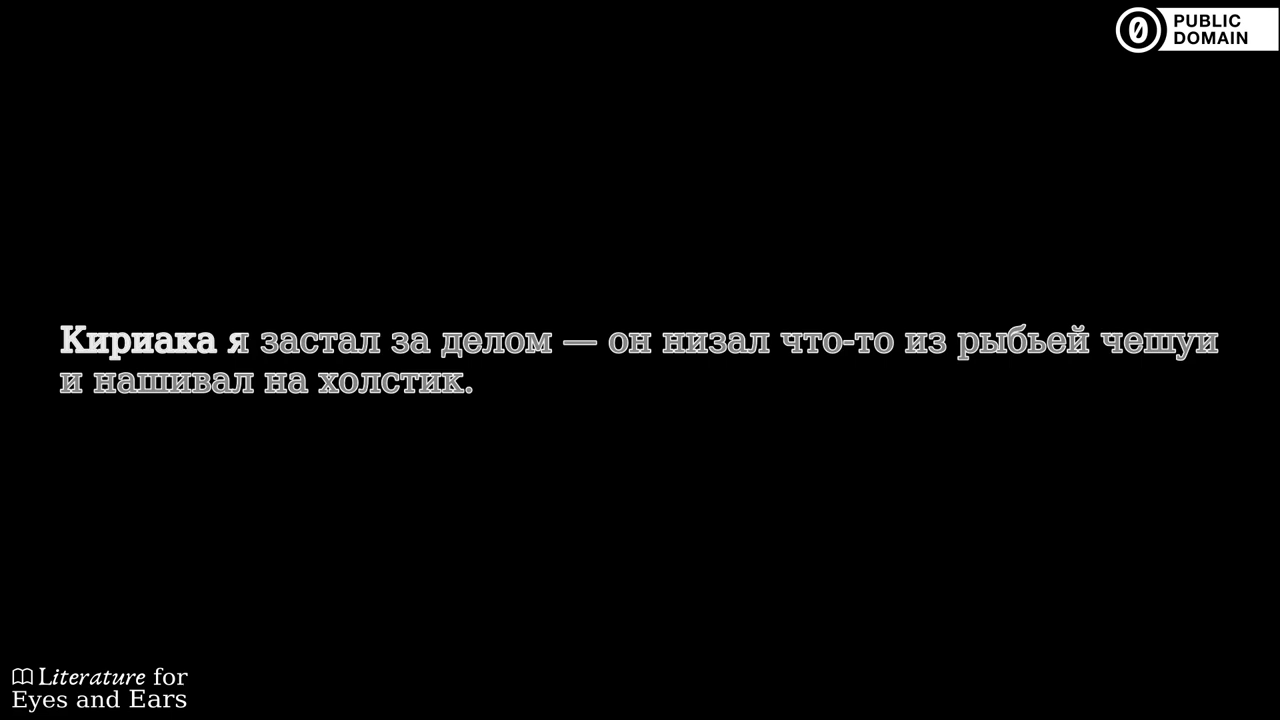 PUBLIC
DOMAIN
Кириака я застал за делом — он низал что-то из рыбьей чешуи
и нашивал на холстик.
Literature for
Eyes and Ears